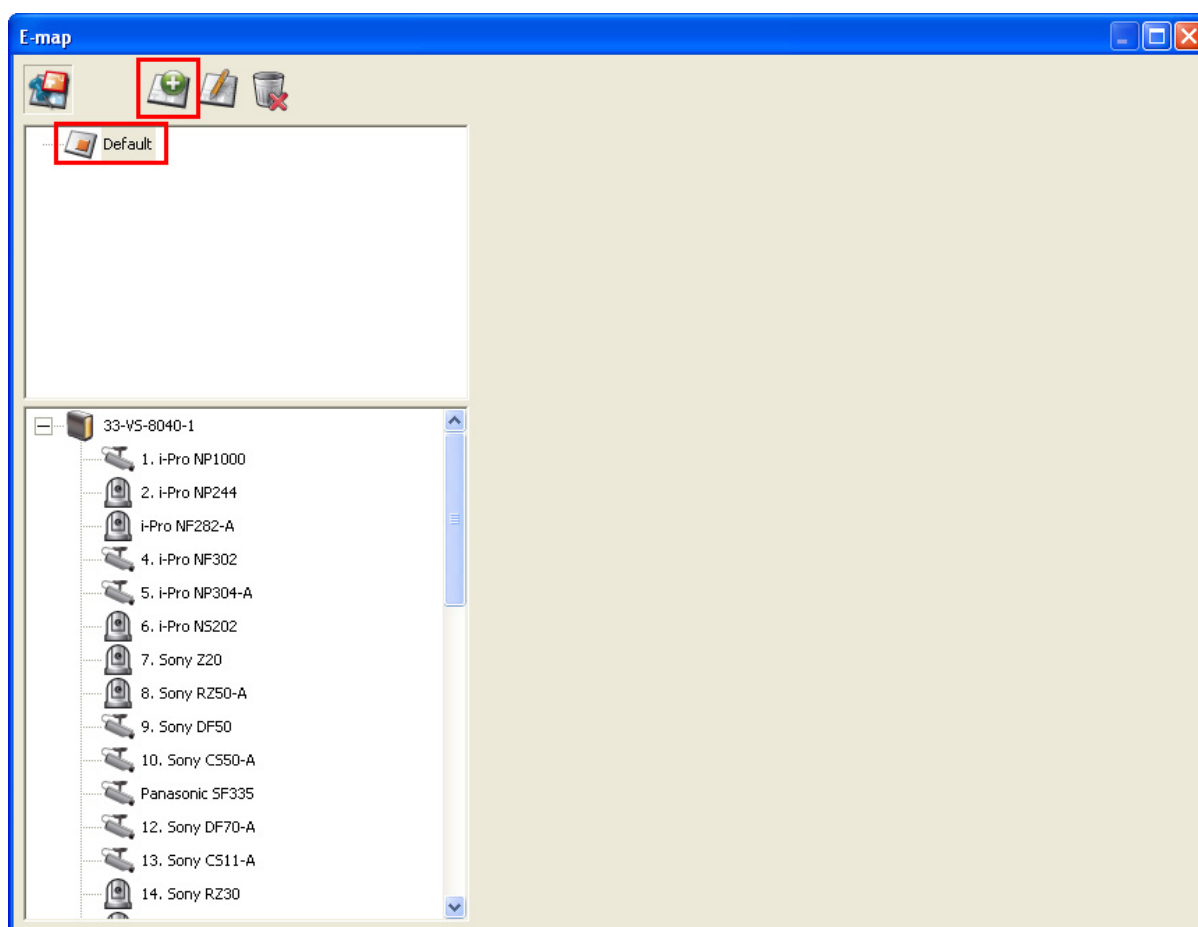 E-map
Default
33-VS-8040-1
1. i-Pro NP1000
2. i-Pro NP244
i-Pro NF282-A
4. i-Pro NF302
5. i-Pro NP304-A
6. i-Pro NS202
7. Sony Z20
8. Sony RZ50-A
9. Sony DF50
10. Sony CS50-A
Panasonic SF335
12. Sony DF70-A
13. Sony CS11-A
14. Sony RZ30